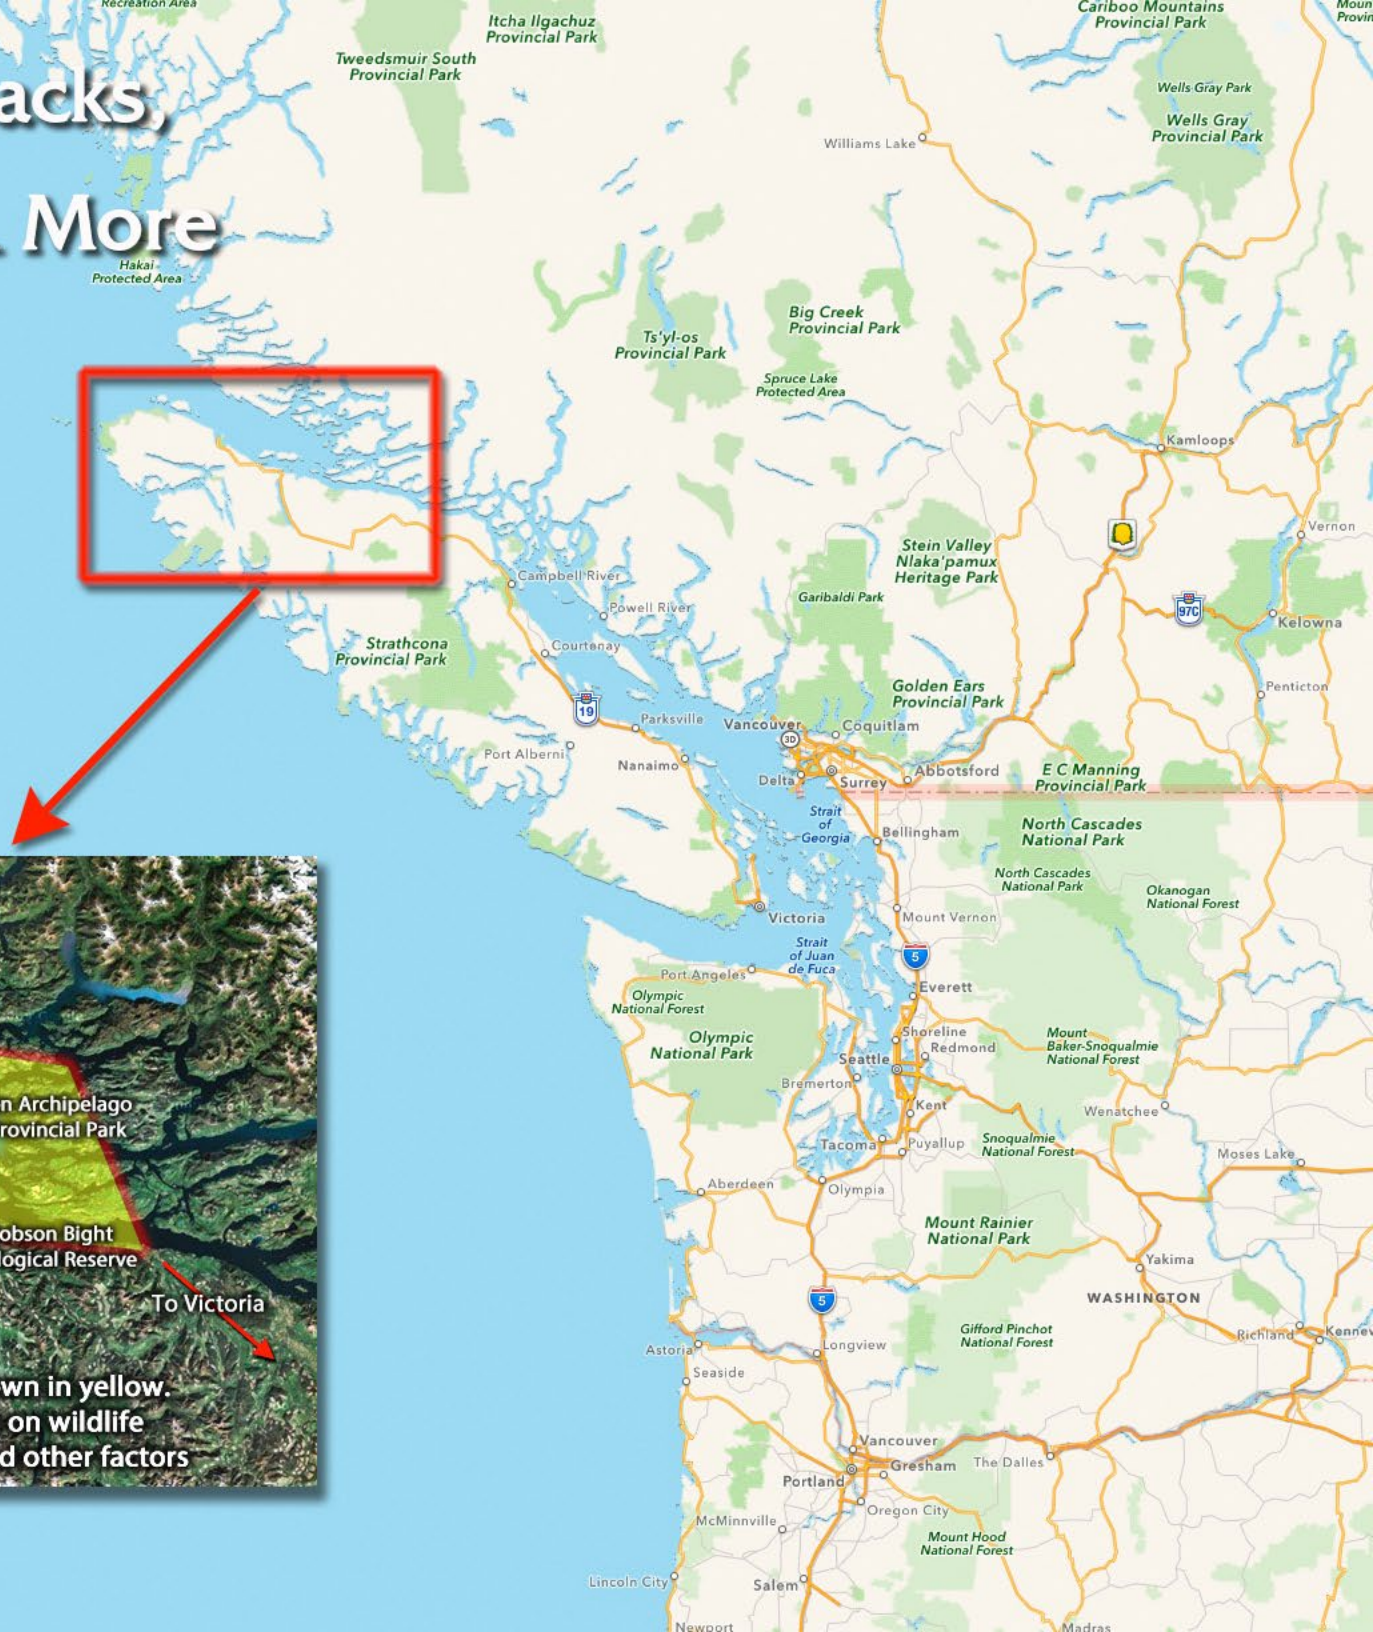 Recreation Area
Itcha Ilgachuz
Provincial Park
Tweedsmuir South
Provincial Park
Cariboo Mountains
Provincial Park
Wells Gray Park
Wells Gray
Provincial Park
acks,
More
Williams Lake
Hakai
Protected Area
Big Creek
Provincial Park
Ts'yl-os
Provincial Park
Spruce Lake
Protected Area
Kamloops
Vernon
Stein Valley
Nlaka'pamux
Heritage Park
Garibaldi Park
97C
Kelowna
Campbell River
Powell River
Courtenay
Strathcona
Provincial Park
Golden Ears
Provincial Park
Penticton
19
Parksville
Vancouver
Coquitlam
3D
Port Alberni
Nanaimo
Delta
Surrey
Abbotsford
E C Manning
Provincial Park
Strait
of
Georgia
Bellingham
North Cascades
National Park
North Cascades
National Park
Okanogan
National Forest
Victoria
Mount Vernon
Strait
of Juan
de Fuca
5
Port Angeles
Everett
Olympic
National Forest
Olympic
National Park
Shoreline
Redmond
Seattle
Mount
Baker-Snoqualmie
National Forest
Bremerton
Kent
Wenatchee
Tacoma
Puyallup
Snoqualmie
National Forest
Moses Lake
Aberdeen
Olympia
Mount Rainier
National Park
Yakima
WASHINGTON
5
Gifford Pinchot
National Forest
Richland
Kennew
Astoria
Longview
Seaside
Vancouver
Gresham
The Dalles
Portland
Oregon City
McMinnville
Mount Hood
National Forest
Lincoln City
Salem
Newport
Madras
n Archipelago
rovincial Park
obson Bight
logical Reserve
To Victoria
wn in yellow.
on wildlife
d other factors